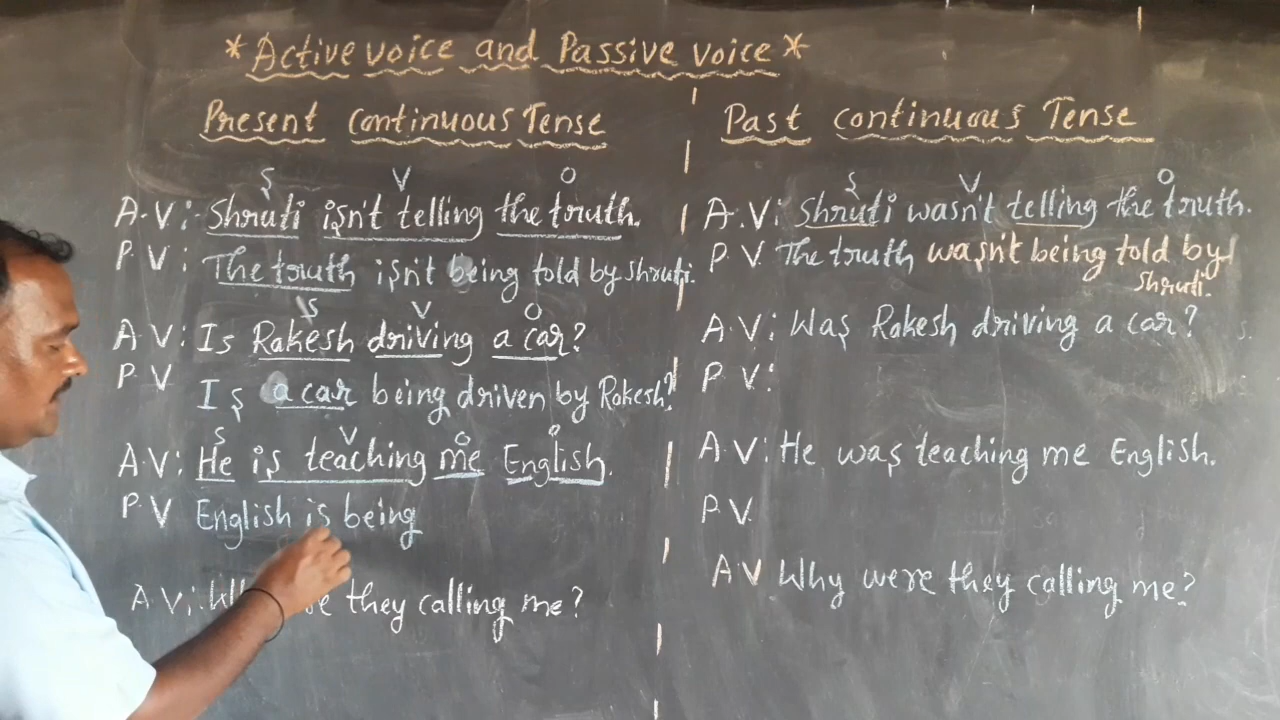 *Active voice and Passive voice*
Present continuous Tense
S V O
A.V: Shruti isn't telling the truth.
P V: The truth isn't being told by shruti.
S V O
A V: Is Rakesh driving a car?
P V Is a car being driven by Rakesh?
S V O O
A.V: He is teaching me English.
P V English is being
A.V: they calling me?
Past continuous Tense
S V O
A.V: Shruti wasn't telling the truth.
P V. The truth wasn't being told by
Shruti.
A.V: Was Rakesh driving a car?
P V:
A.V: He was teaching me English.
P V.
A V Why were they calling me?